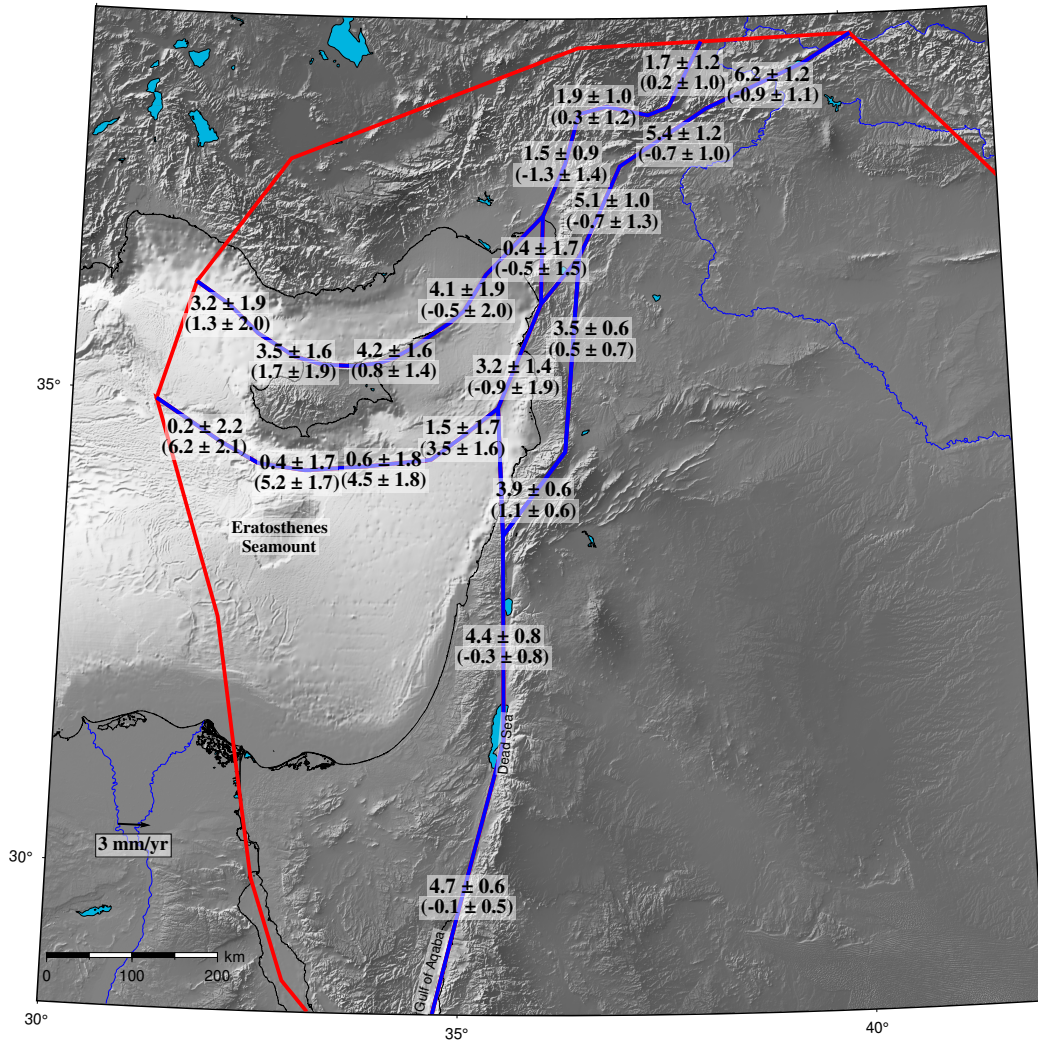 1.7 ± 1.2
(0.2 ± 1.0)
6.2 ± 1.2
(-0.9 ± 1.1)
1.9 ± 1.0
(0.3 ± 1.2)
5.4 ± 1.2
(-0.7 ± 1.0)
1.5 ± 0.9
(-1.3 ± 1.4)
5.1 ± 1.0
(-0.7 ± 1.3)
0.4 ± 1.7
(-0.5 ± 1.5)
4.1 ± 1.9
(-0.5 ± 2.0)
3.2 ± 1.9
(1.3 ± 2.0)
3.5 ± 0.6
(0.5 ± 0.7)
3.5 ± 1.6
(1.7 ± 1.9)
4.2 ± 1.6
(0.8 ± 1.4)
3.2 ± 1.4
(-0.9 ± 1.9)
35°
0.2 ± 2.2
(6.2 ± 2.1)
1.5 ± 1.7
(3.5 ± 1.6)
0.4 ± 1.7
(5.2 ± 1.7)
0.6 ± 1.8
(4.5 ± 1.8)
3.9 ± 0.6
(1.1 ± 0.6)
Eratosthenes
Seamount
4.4 ± 0.8
(-0.3 ± 0.8)
Dead Sea
3 mm/yr
30°
4.7 ± 0.6
(-0.1 ± 0.5)
Gulf of Aqaba
km
0 100 200
30°
35°
40°